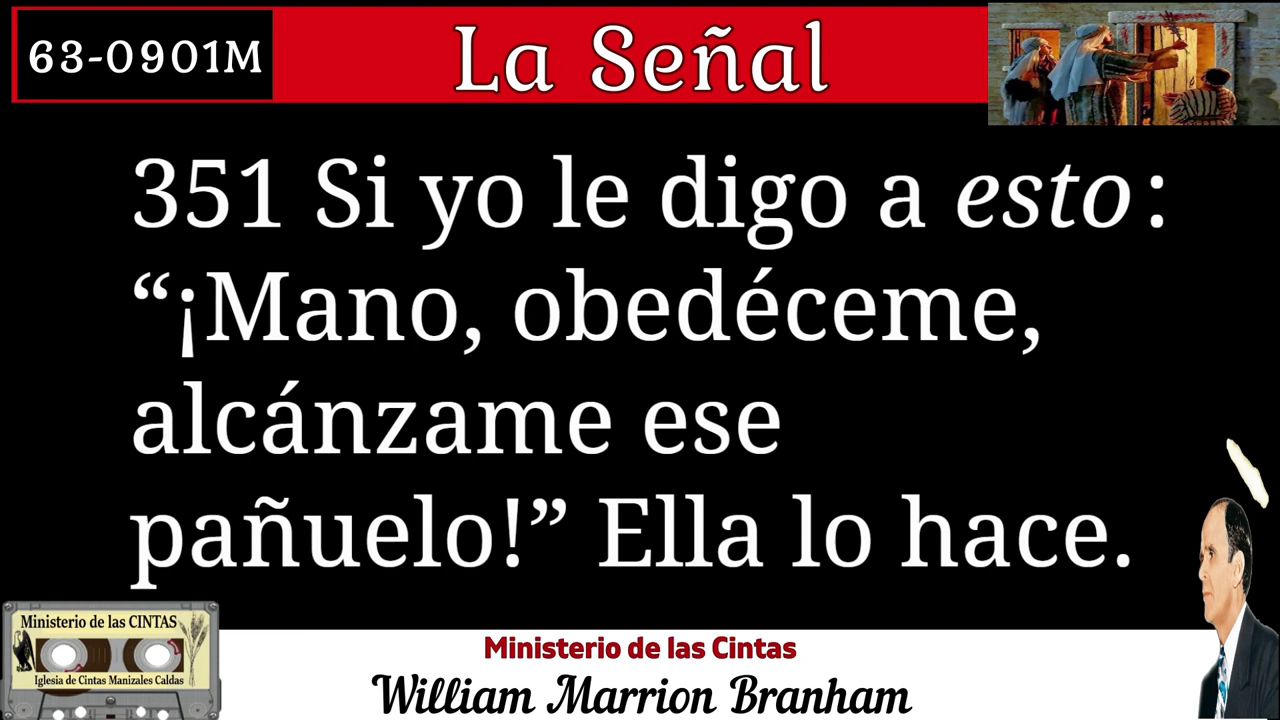 63-0901M
La Señal
351 Si yo le digo a esto:
“¡Mano, obedéceme,
alcánzame ese
pañuelo!” Ella lo hace.
Ministerio de las CINTAS
Iglesia de Cintas Manizales Caldas
Ministerio de las Cintas
William Marrion Branham